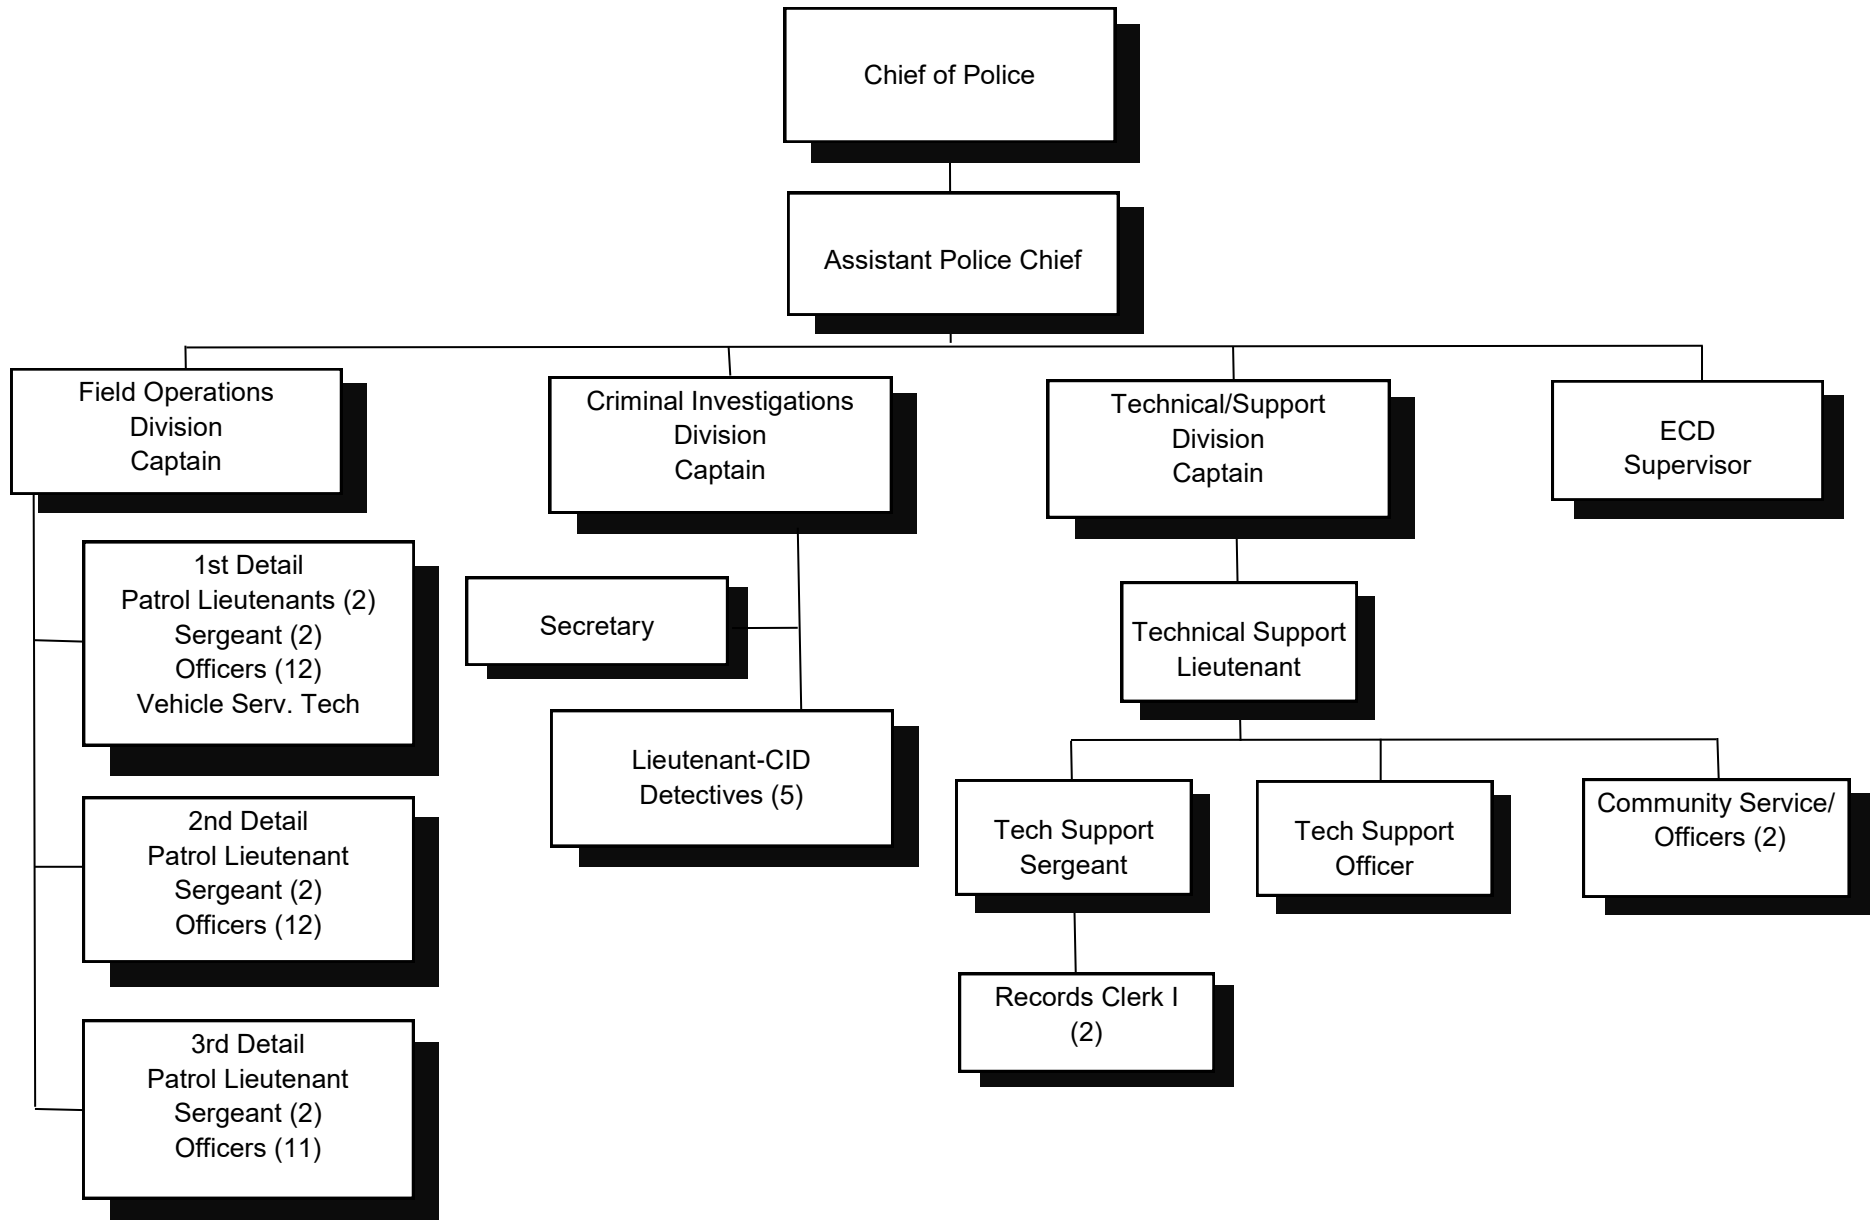 Chief of Police
Assistant Police Chief
Field Operations
Division
Captain
Criminal Investigations
Division
Captain
Technical/Support
Division
Captain
ECD
Supervisor
1st Detail
Patrol Lieutenants (2)
Sergeant (2)
Officers (12)
Vehicle Serv. Tech
Secretary
Technical Support
Lieutenant
Lieutenant-CID
Detectives (5)
2nd Detail
Patrol Lieutenant
Sergeant (2)
Officers (12)
Tech Support
Sergeant
Tech Support
Officer
Community Service/
Officers (2)
Records Clerk I
(2)
3rd Detail
Patrol Lieutenant
Sergeant (2)
Officers (11)